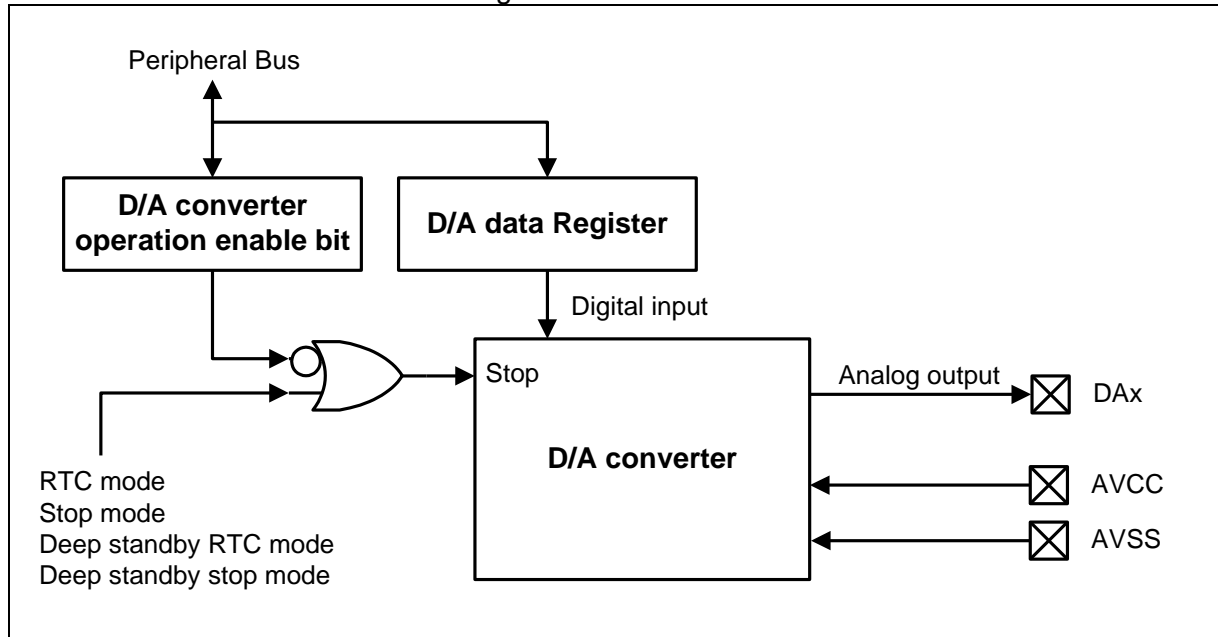 Peripheral Bus
D/A converter
operation enable bit
D/A data Register
Digital input
Stop
Analog output
DAx
D/A converter
AVCC
AVSS
RTC mode
Stop mode
Deep standby RTC mode
Deep standby stop mode